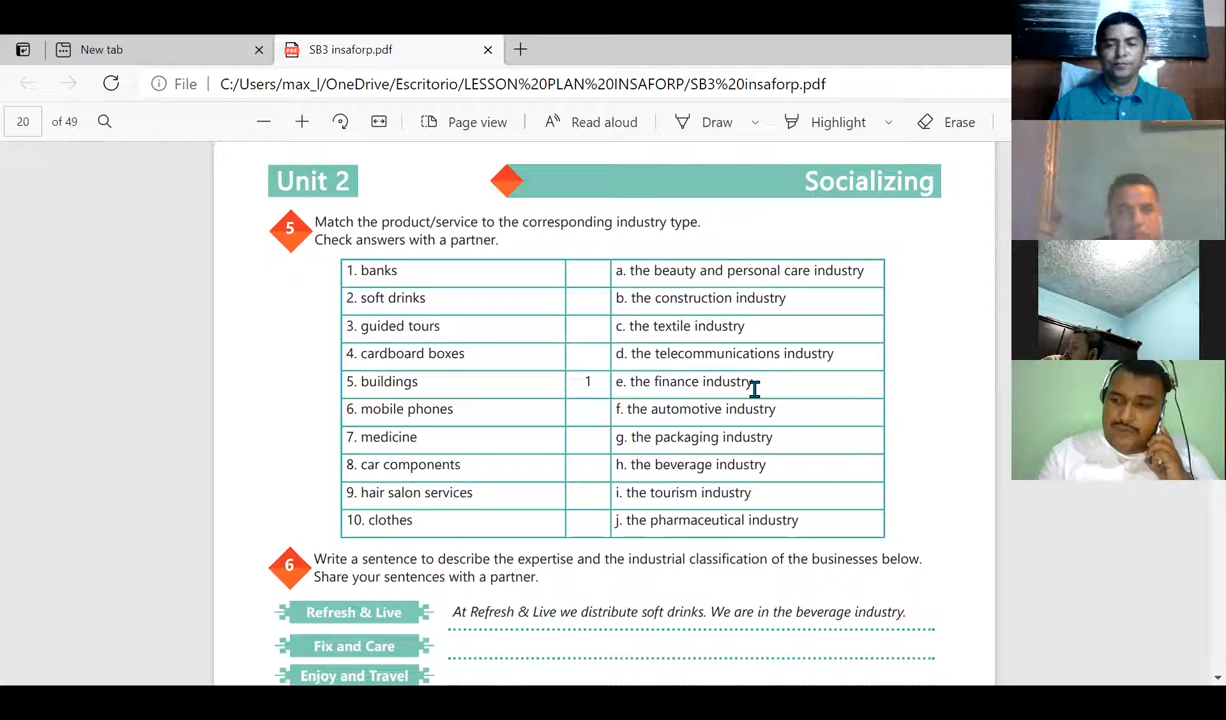 New tab
SB3 insaforp.pdf
File
C:/Users/max_l/OneDrive/Escritorio/LESSON%20PLAN%20INSAFORP/SB3%20insaforp.pdf
20 of 49
Page view
Read aloud
Draw
Highlight
Erase
Unit 2
Socializing
5
Match the product/service to the corresponding industry type.
Check answers with a partner.
1. banks
a. the beauty and personal care industry
2. soft drinks
b. the construction industry
3. guided tours
c. the textile industry
4. cardboard boxes
d. the telecommunications industry
5. buildings
1
e. the finance industry
6. mobile phones
f. the automotive industry
7. medicine
g. the packaging industry
8. car components
h. the beverage industry
9. hair salon services
i. the tourism industry
10. clothes
j. the pharmaceutical industry
6
Write a sentence to describe the expertise and the industrial classification of the businesses below.
Share your sentences with a partner.
Refresh & Live
At Refresh & Live we distribute soft drinks. We are in the beverage industry.
Fix and Care
Enjoy and Travel